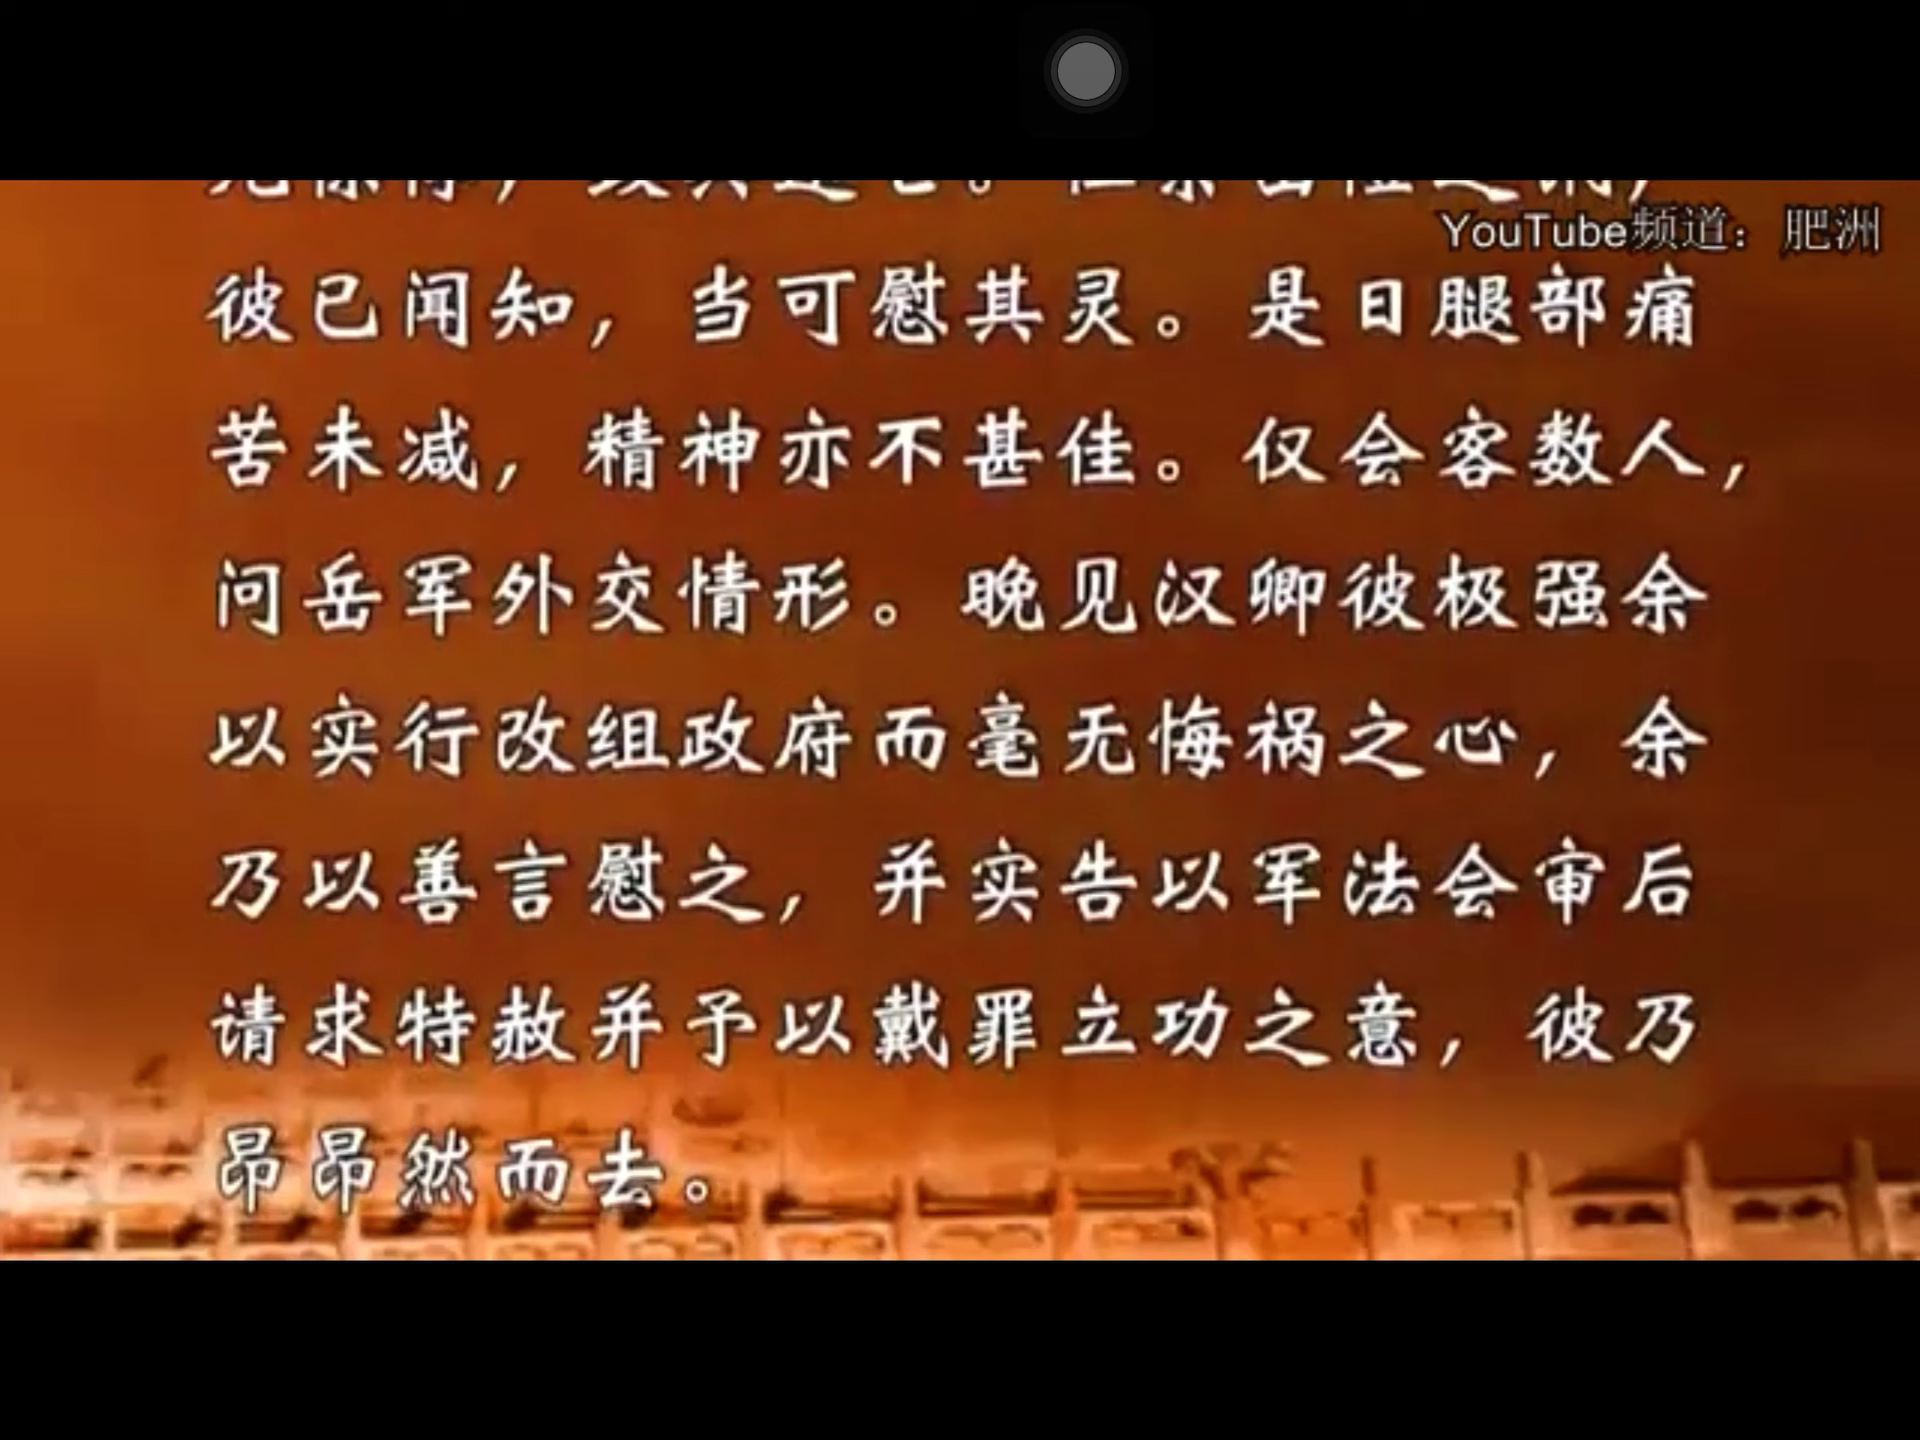 YouTube频道：肥洲
彼已闻知，当可慰其灵。是日腿部痛
苦未减，精神亦不甚佳。仅会客数人，
问岳军外交情形。晚见汉卿彼极强余
以实行改组政府而毫无悔祸之心，余
乃以善言慰之，并实告以军法会审后
请求特赦并予以戴罪立功之意，彼乃
昂昂然而去。